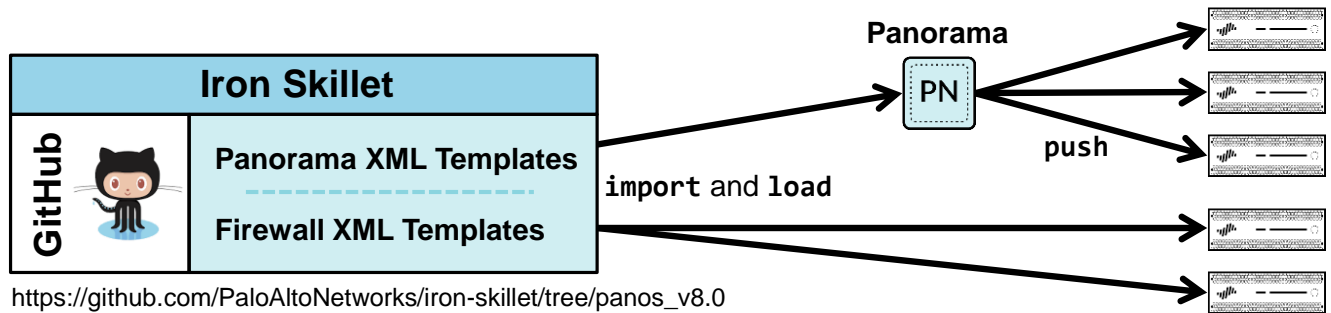 Panorama
Iron Skillet
PN
GitHub
Panorama XML Templates
push
import and load
Firewall XML Templates
https://github.com/PaloAltoNetworks/iron-skillet/tree/panos_v8.0